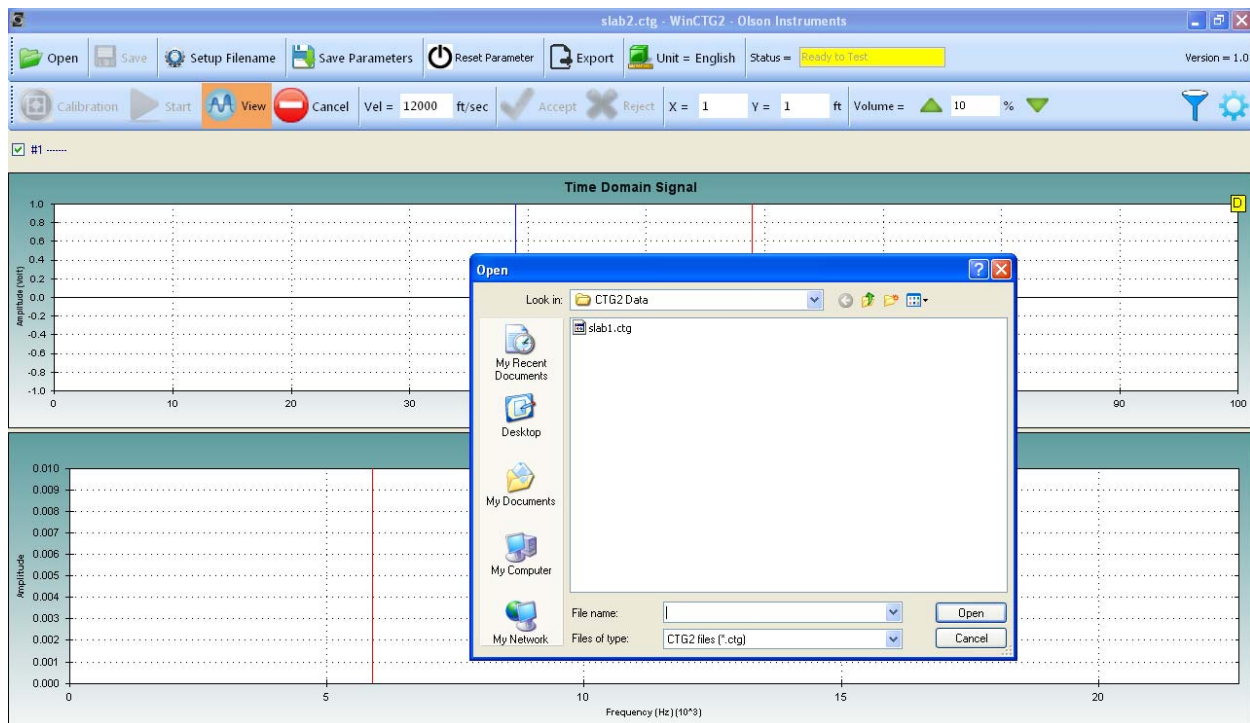 slab2.ctg - WinCTG2 - Olson Instruments
Open Save Setup Filename Save Parameters Reset Parameter Export Unit = English Status = Ready to Test Version = 1.0
Calibration Start View Cancel Vel = 12000 ft/sec Accept Reject X = 1 Y = 1 ft Volume = 10 %
#1 -------
Time Domain Signal
D
Amplitude (Volt)
1.0
0.8
0.6
0.4
0.2
0.0
-0.2
-0.4
-0.6
-0.8
-1.0
0 10 20 30 90 100
Open
Look in: CTG2 Data
slab1.ctg
My Recent
Documents
Desktop
My Documents
My Computer
My Network
File name: Open
Files of type: CTG2 files (*.ctg) Cancel
Amplitude
0.010
0.009
0.008
0.007
0.006
0.005
0.004
0.003
0.002
0.001
0.000
0 5 10 15 20
Frequency (Hz) (10^3)